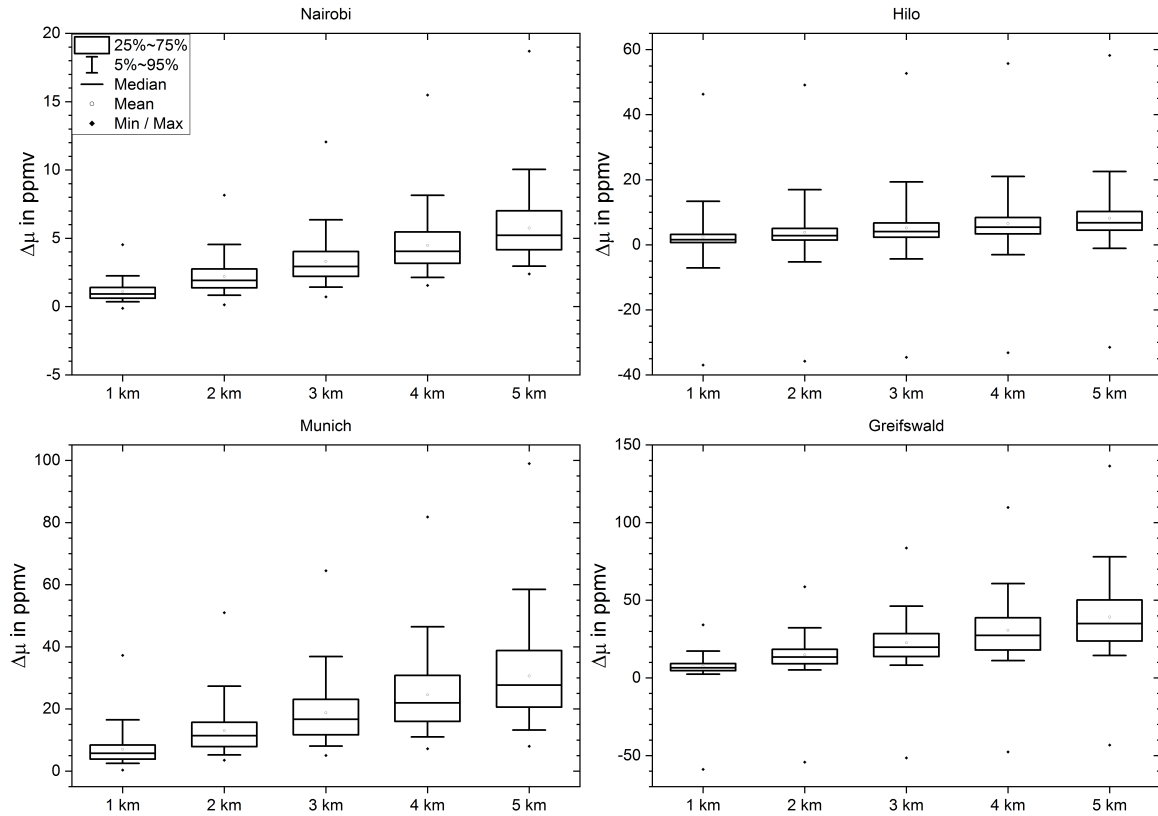 Nairobi
20
15
10
5
0
-5
Δμ in ppmv
25%~75%
5%~95%
Median
Mean
Min / Max
1 km 2 km 3 km 4 km 5 km
Hilo
60
40
20
0
-20
-40
Δμ in ppmv
1 km 2 km 3 km 4 km 5 km
Munich
100
80
60
40
20
0
Δμ in ppmv
1 km 2 km 3 km 4 km 5 km
Greifswald
150
100
50
0
-50
Δμ in ppmv
1 km 2 km 3 km 4 km 5 km